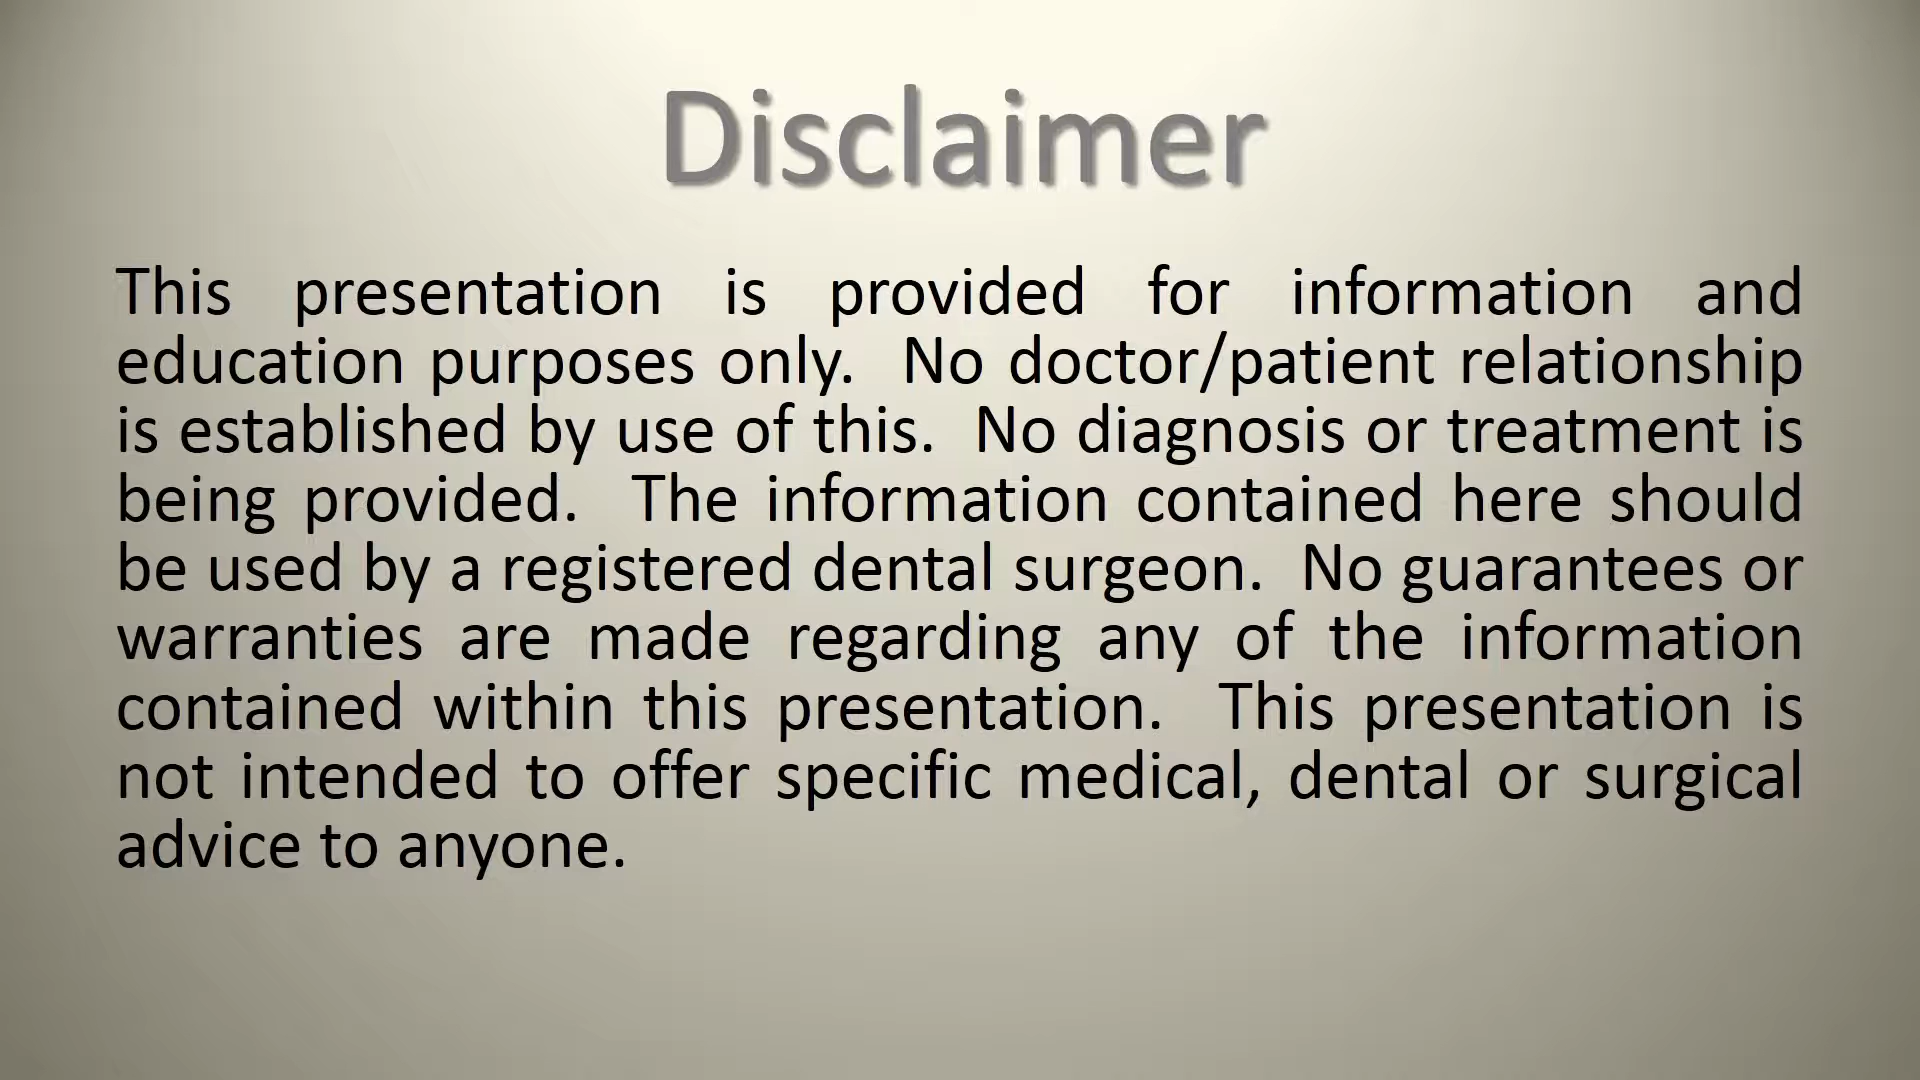 Disclaimer
This presentation is provided for information and
education purposes only.  No doctor/patient relationship
is established by use of this.  No diagnosis or treatment is
being provided.  The information contained here should
be used by a registered dental surgeon.  No guarantees or
warranties are made regarding any of the information
contained within this presentation.  This presentation is
not intended to offer specific medical, dental or surgical
advice to anyone.